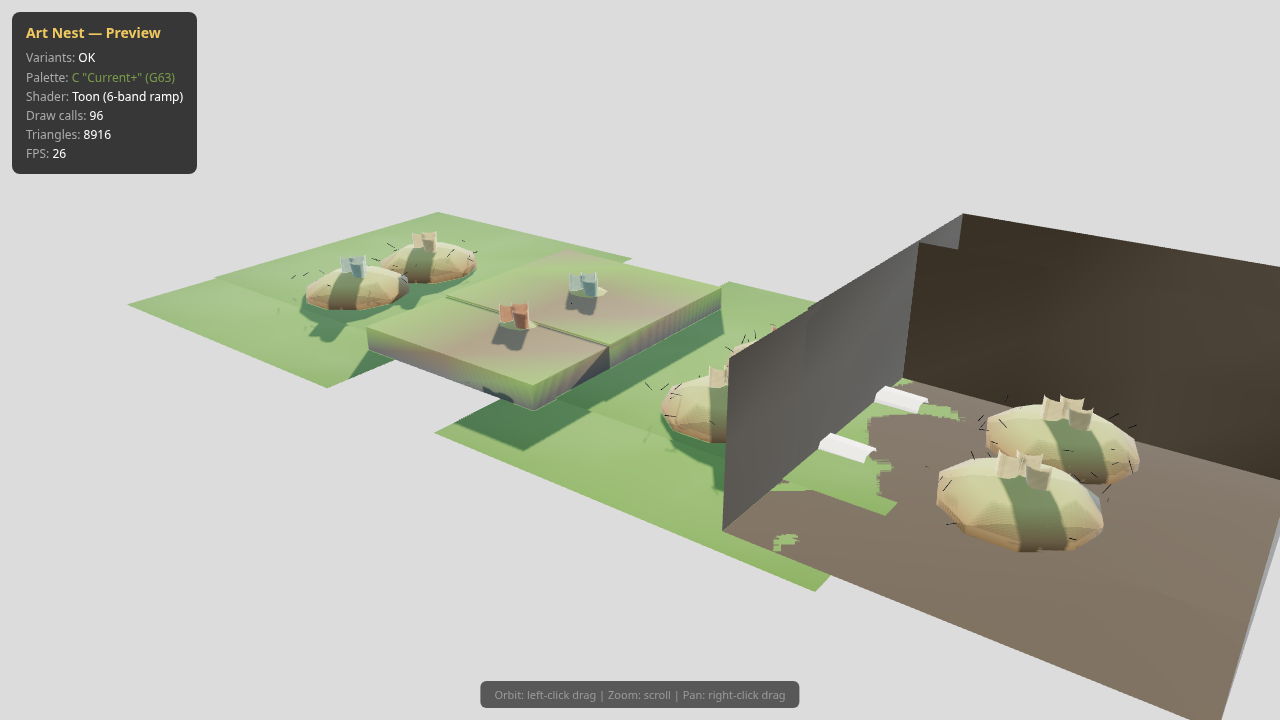 Art Nest — Preview
Variants: OK
Palette: C "Current+" (G63)
Shader: Toon (6-band ramp)
Draw calls: 96
Triangles: 8916
FPS: 26
Orbit: left-click drag | Zoom: scroll | Pan: right-click drag